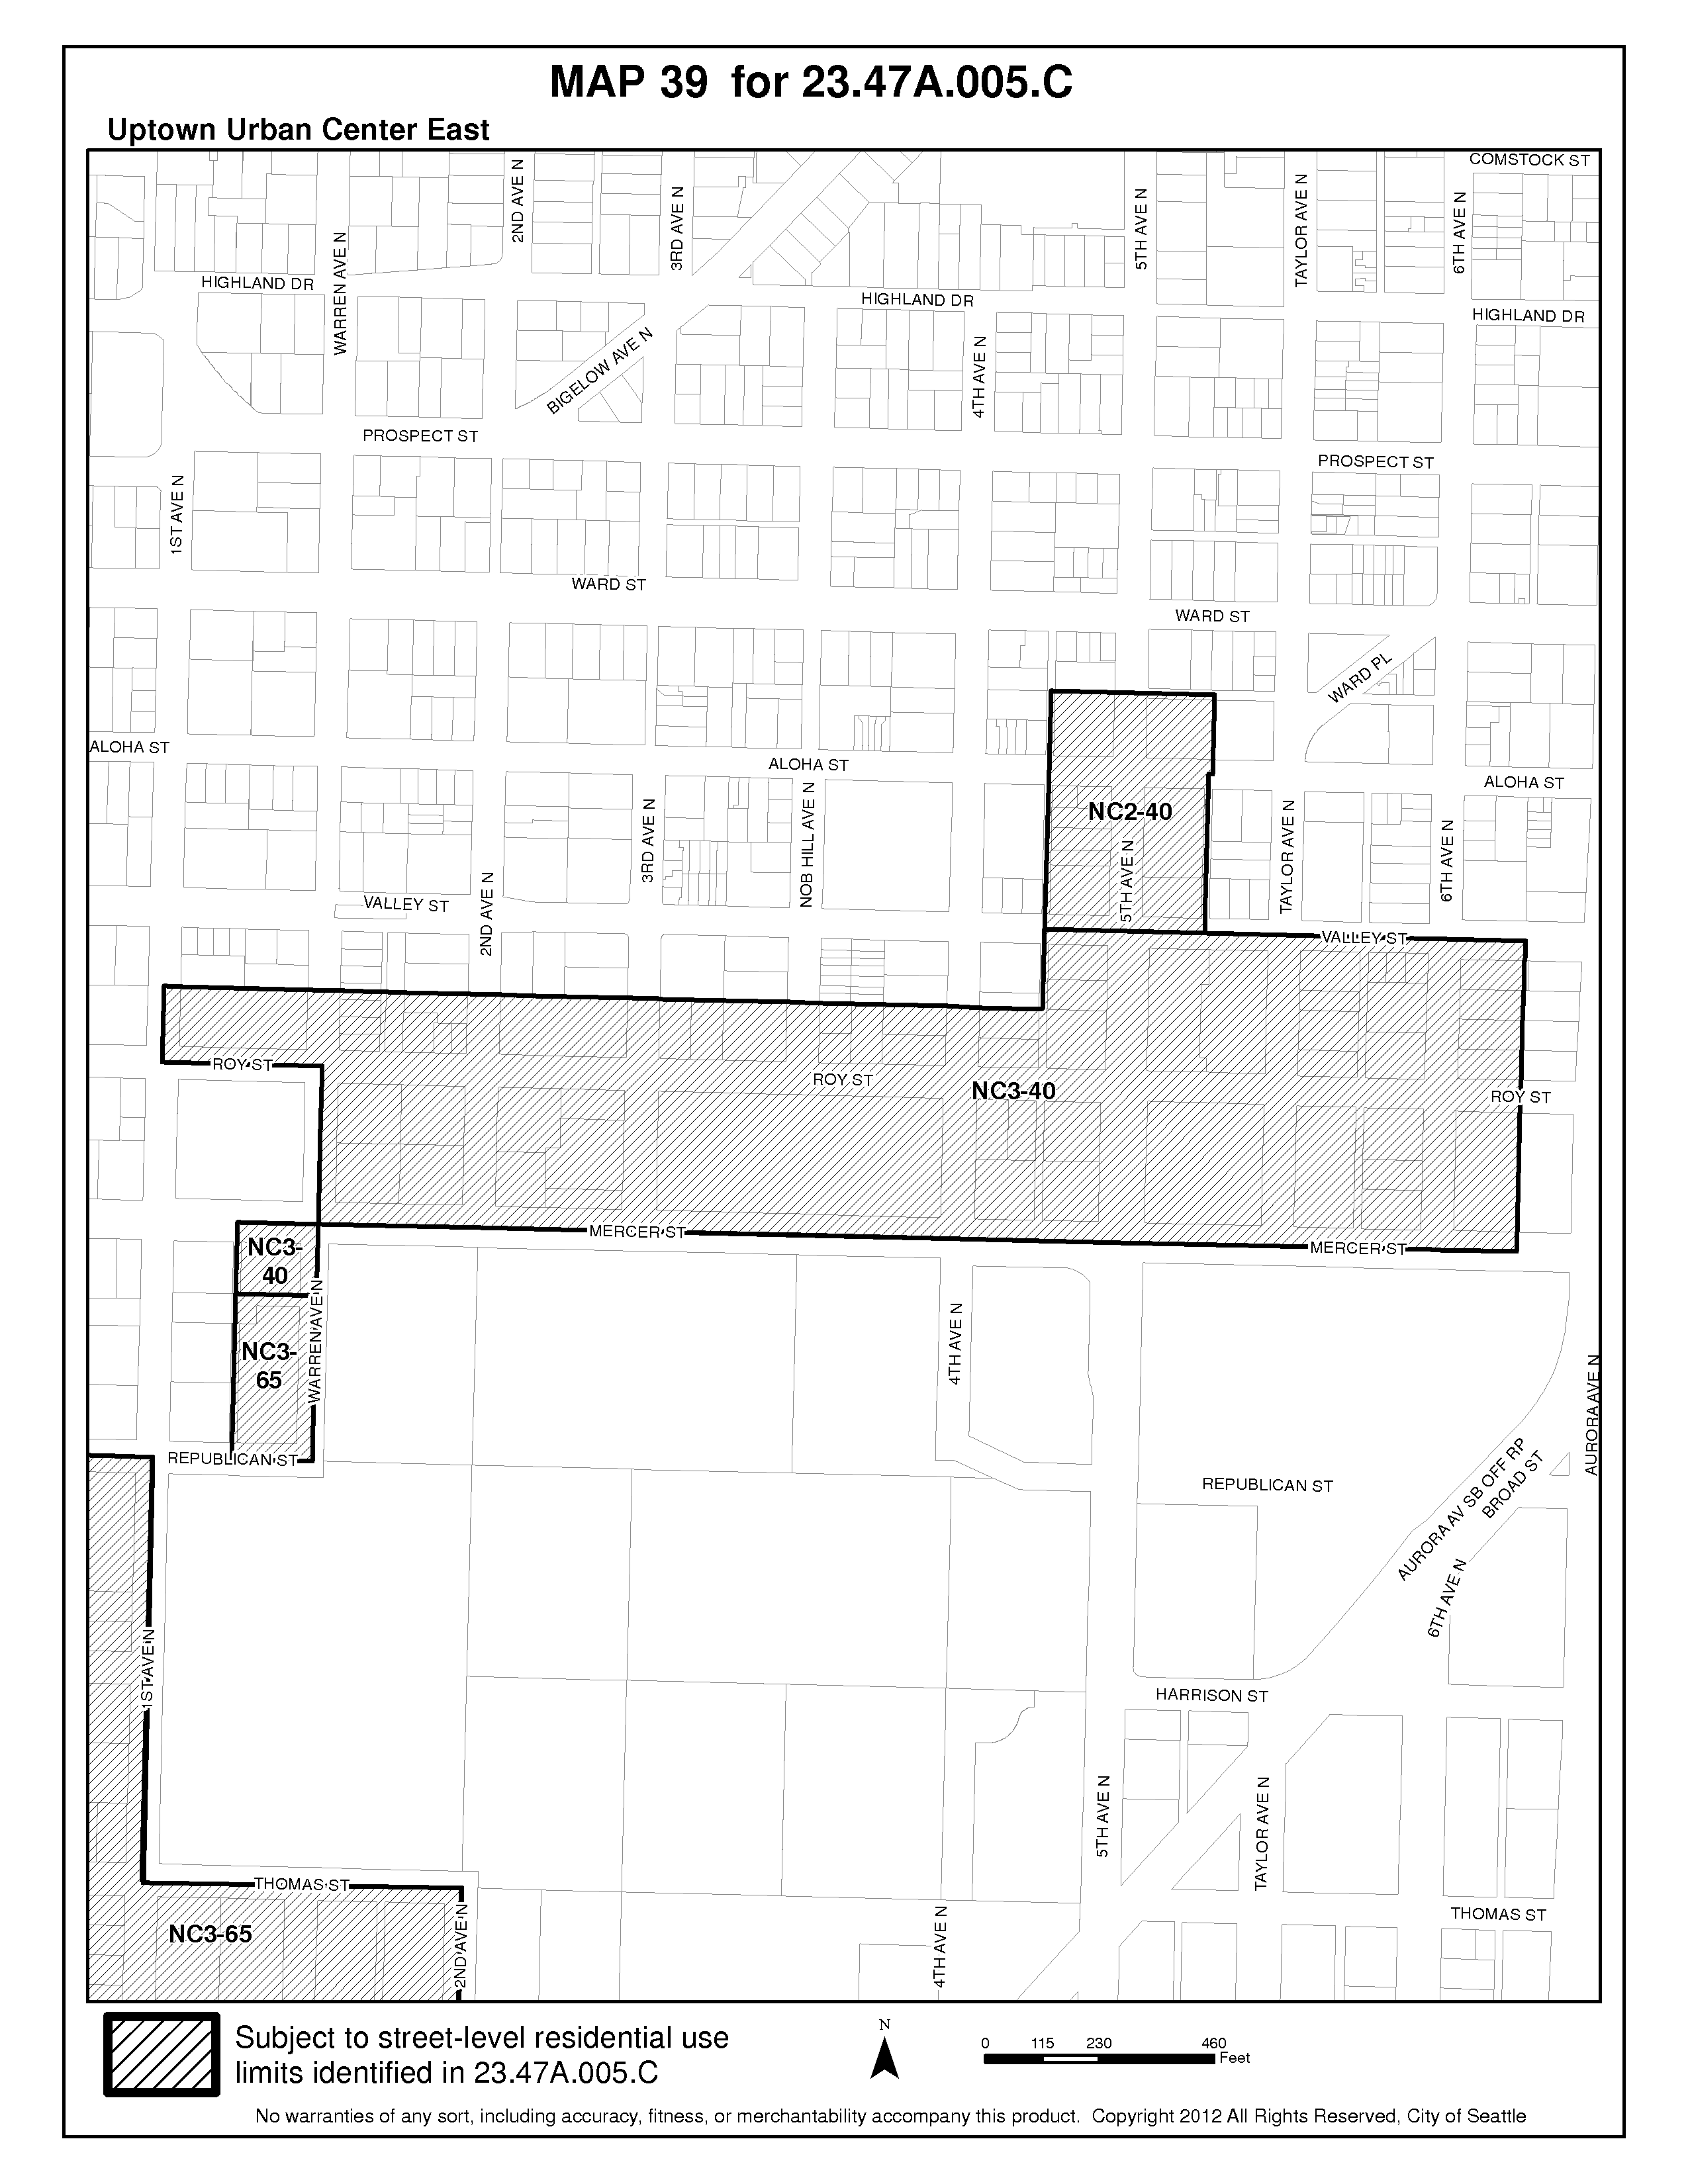 MAP 39 for 23.47A.005.C
Uptown Urban Center East
COMSTOCK ST
2ND AVE N
3RD AVE N
5TH AVE N
TAYLOR AVE N
6TH AVE N
WARREN AVE N
HIGHLAND DR
HIGHLAND DR
HIGHLAND DR
BIGELOW AVE N
4TH AVE N
PROSPECT ST
PROSPECT ST
1ST AVE N
WARD ST
WARD ST
WARD PL
ALOHA ST
ALOHA ST
ALOHA ST
NC2-40
3RD AVE N
NOB HILL AVE N
5TH AVE N
TAYLOR AVE N
6TH AVE N
VALLEY ST
2ND AVE N
VALLEY ST
ROY ST
ROY ST
NC3-40
ROY ST
MERCER ST
MERCER ST
NC3-
40
WARREN AVE N
NC3-
65
4TH AVE N
AURORA AVE N
REPUBLICAN ST
REPUBLICAN ST
AURORA AV SB OFF RP
BROAD ST
6TH AVE N
1ST AVE N
HARRISON ST
5TH AVE N
TAYLOR AVE N
THOMAS ST
THOMAS ST
NC3-65
2ND AVE N
4TH AVE N
Subject to street-level residential use
limits identified in 23.47A.005.C
N
0 115 230 460
Feet
No warranties of any sort, including accuracy, fitness, or merchantability accompany this product. Copyright 2012 All Rights Reserved, City of Seattle